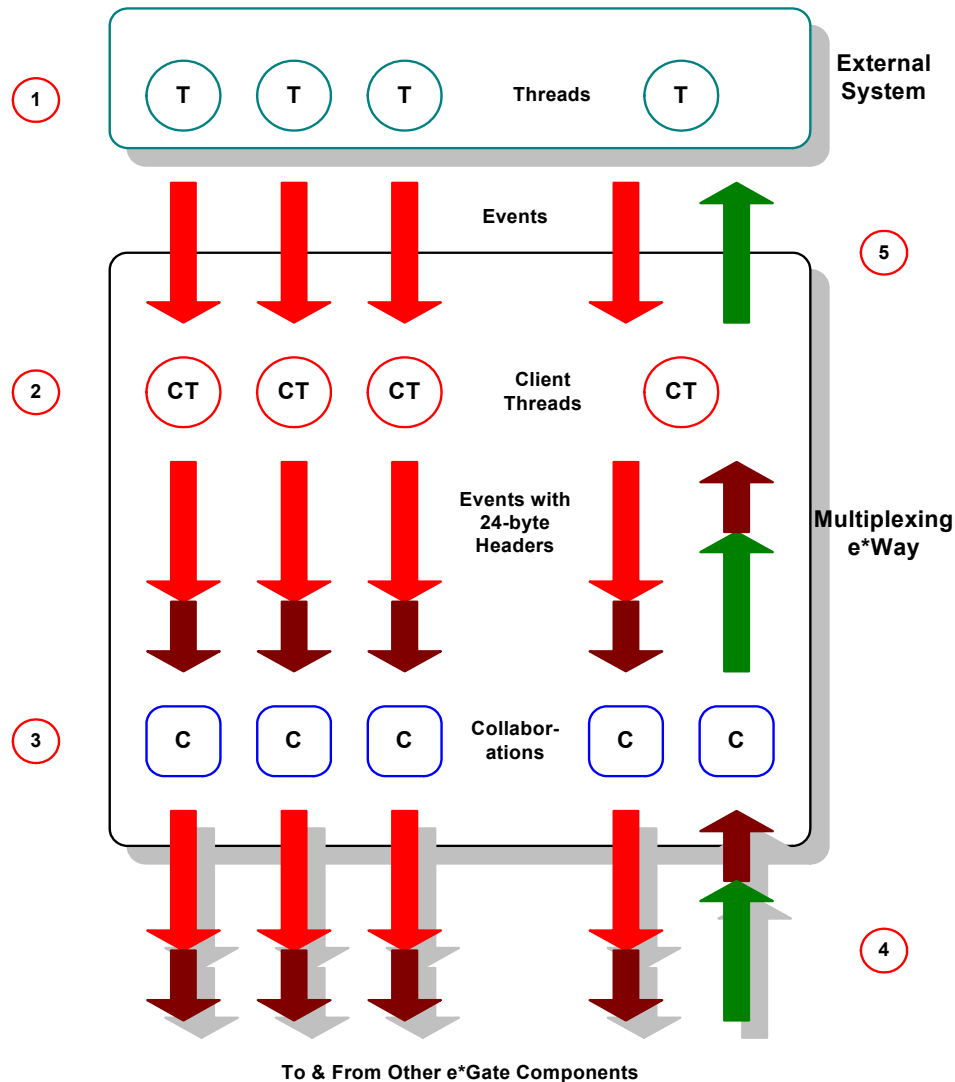 External
System
1
T
T
T
Threads
T
Events
5
2
CT
CT
CT
Client
Threads
CT
Events with
24-byte
Headers
Multiplexing
e*Way
3
C
C
C
Collabor-
ations
C
C
4
To & From Other e*Gate Components